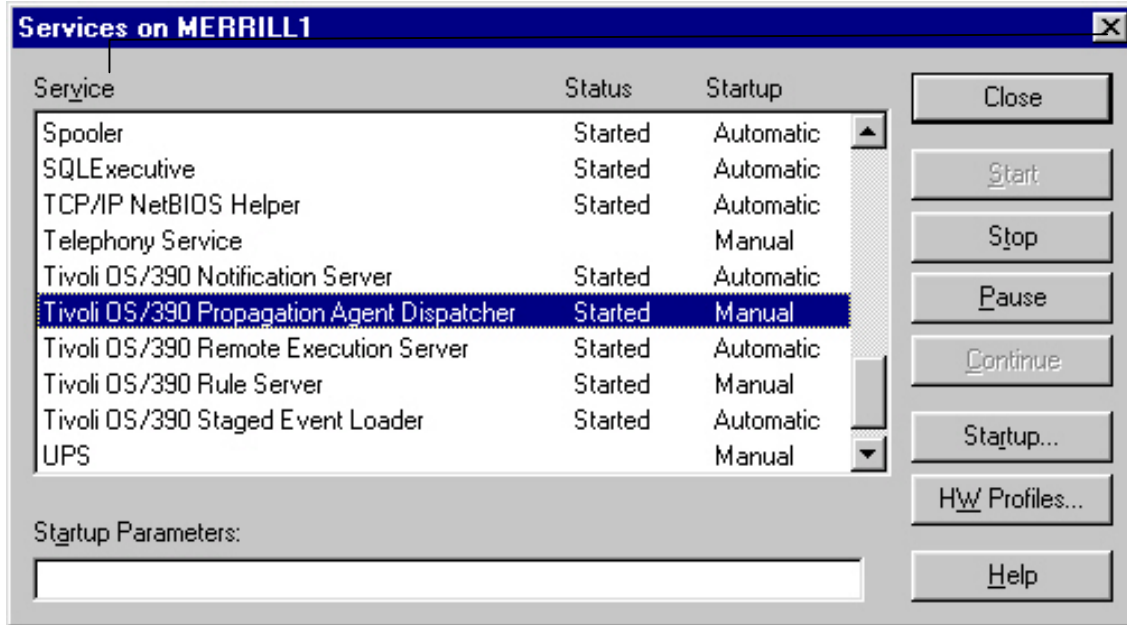 Services on MERRILL1
Service Status Startup
Spooler Started Automatic
SQLExecutive Started Automatic
TCP/IP NetBIOS Helper Started Automatic
Telephony Service Manual
Tivoli OS/390 Notification Server Started Automatic
Tivoli OS/390 Propagation Agent Dispatcher Started Manual
Tivoli OS/390 Remote Execution Server Started Automatic
Tivoli OS/390 Rule Server Started Manual
Tivoli OS/390 Staged Event Loader Started Automatic
UPS Manual
Startup Parameters:
Close
Start
Stop
Pause
Continue
Startup...
HW Profiles...
Help